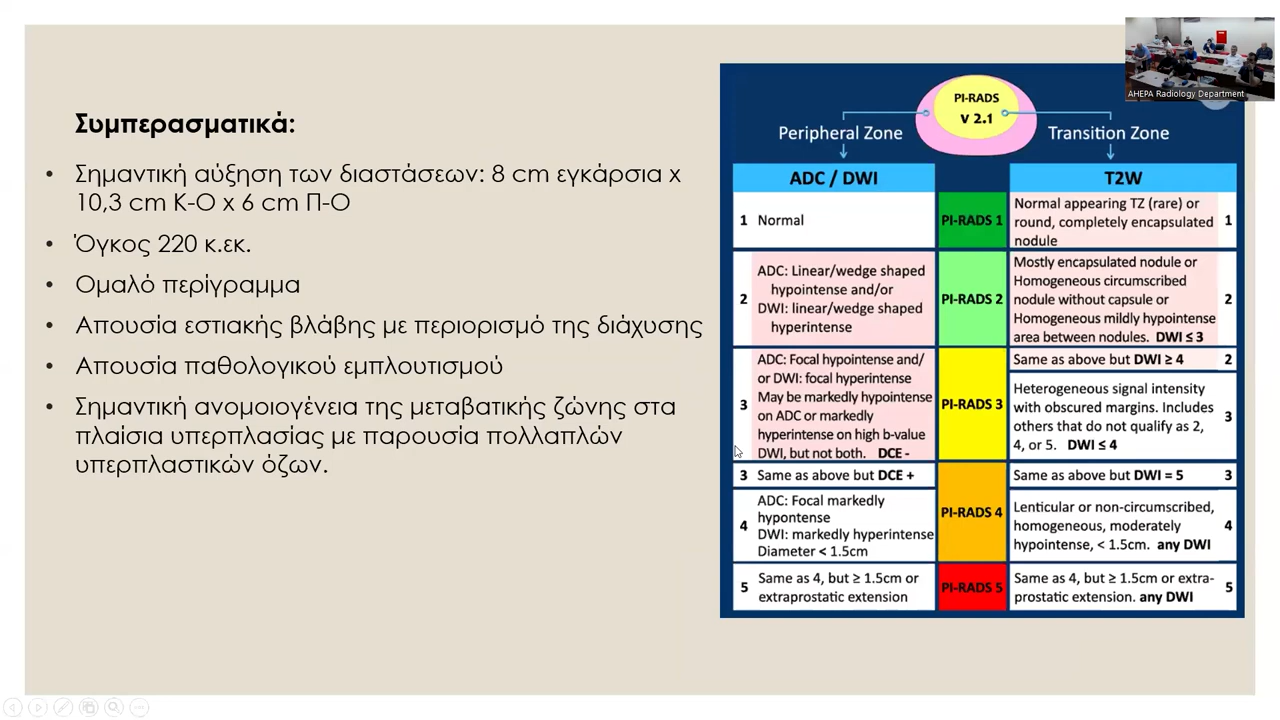 Συμπερασματικά:
• Σημαντική αύξηση των διαστάσεων: 8 cm εγκάρσια x
10,3 cm Κ-Ο x 6 cm Π-Ο
• Όγκος 220 κ.εκ.
• Ομαλό περίγραμμα
• Απουσία εστιακής βλάβης με περιορισμό της διάχυσης
• Απουσία παθολογικού εμπλουτισμού
• Σημαντική ανομοιογένεια της μεταβατικής ζώνης στα
πλαίσια υπερπλασίας με παρουσία πολλαπλών
υπερπλαστικών όζων.
AHEPA Radiology Department
PI-RADS
v 2.1
Peripheral Zone
Transition Zone
ADC / DWI
T2W
1 Normal
PI-RADS 1
Normal appearing TZ (rare) or
round, completely encapsulated
nodule
1
2
ADC: Linear/wedge shaped
hypointense and/or
DWI: linear/wedge shaped
hyperintense
PI-RADS 2
Mostly encapsulated nodule or
Homogeneous circumscribed
nodule without capsule or
Homogeneous mildly hypointense
area between nodules. DWI ≤ 3
2
3
ADC: Focal hypointense and/
or DWI: focal hyperintense
May be markedly hypointense
on ADC or markedly
hyperintense on high b-value
DWI, but not both. DCE -
PI-RADS 3
Same as above but DWI ≥ 4 2
Heterogeneous signal intensity
with obscured margins. Includes
others that do not qualify as 2,
4, or 5. DWI ≤ 4
3
3 Same as above but DCE +
Same as above but DWI = 5 3
4
ADC: Focal markedly
hypontense
DWI: markedly hyperintense
Diameter < 1.5cm
PI-RADS 4
Lenticular or non-circumscribed,
homogeneous, moderately
hypointense, < 1.5cm. any DWI
4
5
Same as 4, but ≥ 1.5cm or
extraprostatic extension
PI-RADS 5
Same as 4, but ≥ 1.5cm or extra-
prostatic extension. any DWI
5